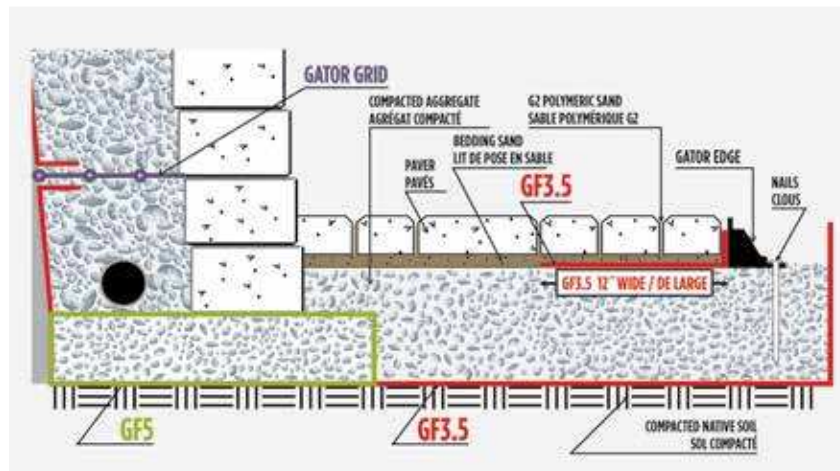 GATOR GRID
COMPACTED AGGREGATE
AGRÉGAT COMPACTÉ
G2 POLYMERIC SAND
SABLE POLYMÉRIQUE G2
BEDDING SAND
LIT DE POSE EN SABLE
GATOR EDGE
PAVER
PAVÉS
GF3.5
NAILS
CLOUS
GF3.5 12" WIDE / DE LARGE
GF5
GF3.5
COMPACTED NATIVE SOIL
SOL COMPACTÉ